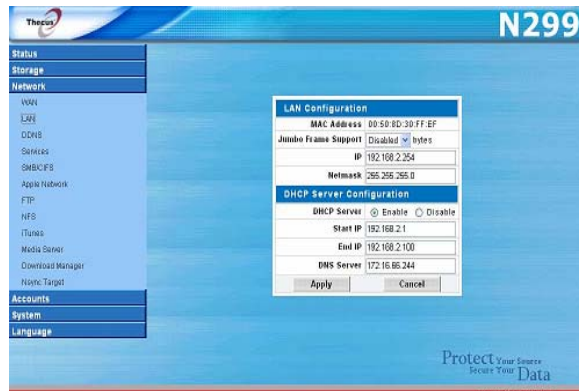 Thecus
N299
Status
Storage
Network
WAN
LAN
DDNS
Services
SMB/CIFS
Apple Network
FTP
NFS
iTunes
Media Server
Download Manager
Nsync Target
Accounts
System
Language
LAN Configuration
MAC Address 00:50:8D:30:FF:EF
Jumbo Frame Support Disabled bytes
IP 192.168.2.254
Netmask 255.255.255.0
DHCP Server Configuration
DHCP Server Enable Disable
Start IP 192.168.2.1
End IP 192.168.2.100
DNS Server 172.16.66.244
Apply Cancel
Protect Your Source
Secure Your Data